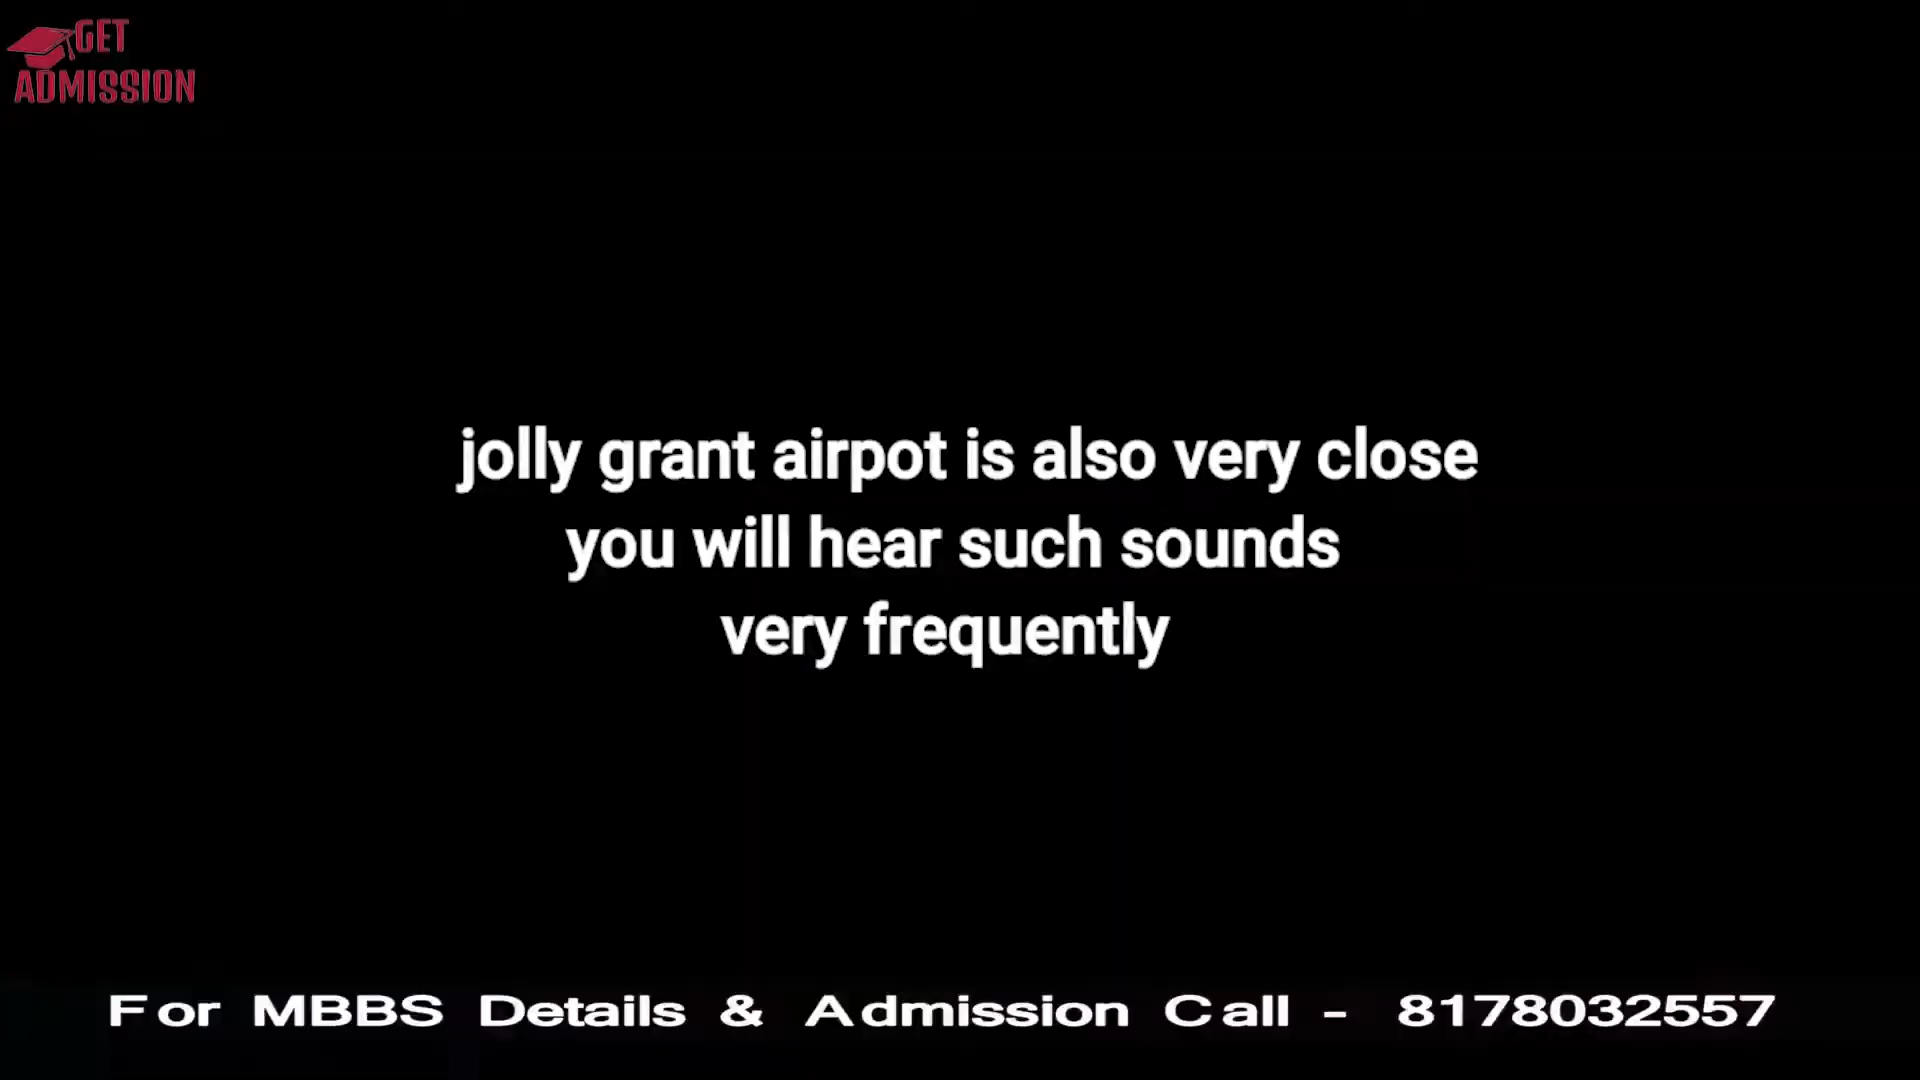 GET
ADMISSION
jolly grant airpot is also very close
you will hear such sounds
very frequently
For MBBS Details & Admission Call - 8178032557